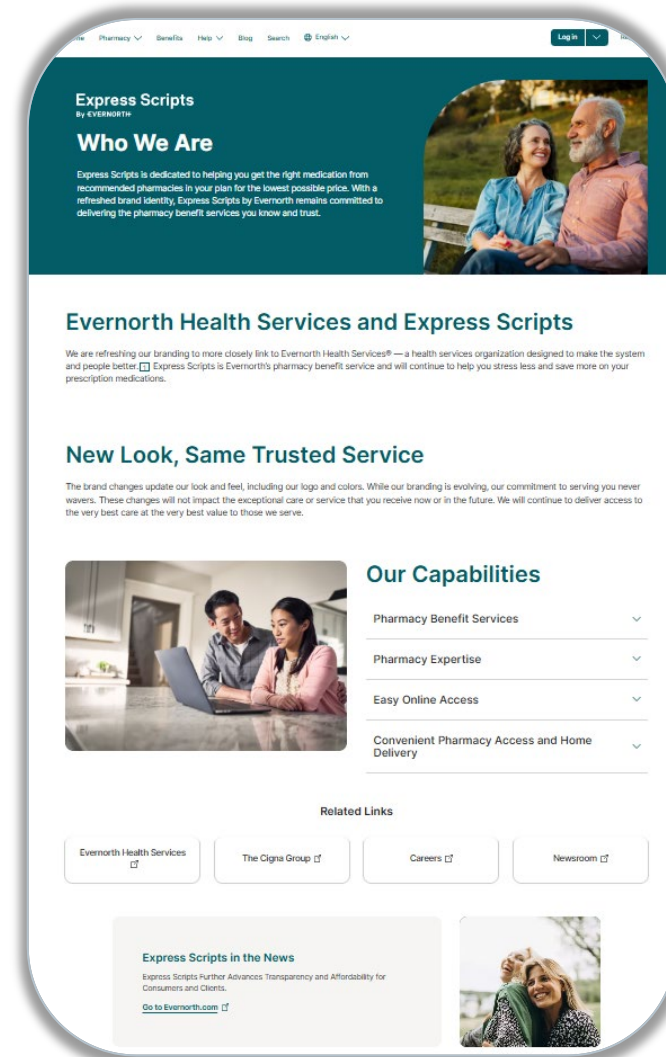 Pharmacy
Benefits
Help
Blog
Search
English
Log in
Express Scripts
By EVERNORTH
Who We Are
Express Scripts is dedicated to helping you get the right medication from
recommended pharmacies in your plan for the lowest possible price. With a
refreshed brand identity, Express Scripts by Evernorth remains committed to
delivering the pharmacy benefit services you know and trust.
Evernorth Health Services and Express Scripts
We are refreshing our branding to more closely link to Evernorth Health Services® — a health services organization designed to make the system
and people better. 1 Express Scripts is Evernorth's pharmacy benefit service and will continue to help you stress less and save more on your
prescription medications.
New Look, Same Trusted Service
The brand changes update our look and feel, including our logo and colors. While our branding is evolving, our commitment to serving you never
wavers. These changes will not impact the exceptional care or service that you receive now or in the future. We will continue to deliver access to
the very best care at the very best value to those we serve.
Our Capabilities
Pharmacy Benefit Services
Pharmacy Expertise
Easy Online Access
Convenient Pharmacy Access and Home
Delivery
Related Links
Evernorth Health Services
The Cigna Group
Careers
Newsroom
Express Scripts in the News
Express Scripts Further Advances Transparency and Affordability for
Consumers and Clients.
Go to Evernorth.com